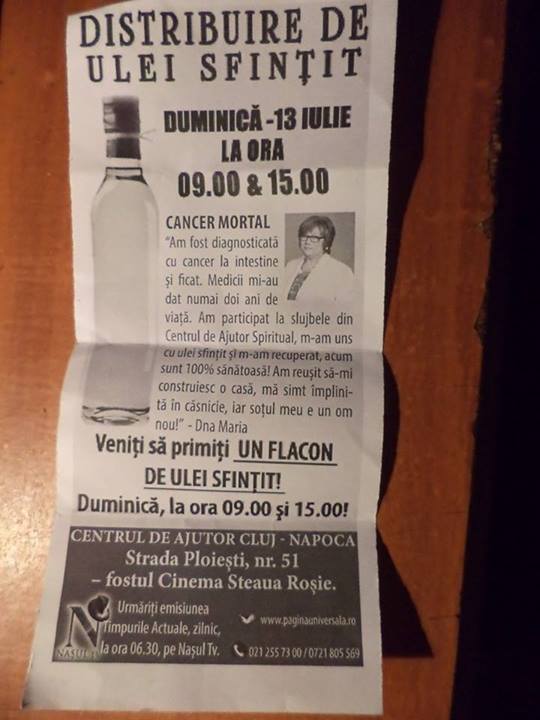 DISTRIBUIRE DE
ULEI SFINȚIT
DUMINICĂ -13 IULIE
LA ORA
09.00 & 15.00
CANCER MORTAL
“Am fost diagnosticată
cu cancer la intestine
și ficat. Medicii mi-au
dat numai doi ani de
viață. Am participat la slujbele din
Centrul de Ajutor Spiritual, m-am uns
cu ulei sfințit și m-am recuperat, acum
sunt 100% sănătoasă! Am reușit să-mi
construiesc o casă, mă simt împlini-
tă în căsnicie, iar soțul meu e un om
nou!” - Dna Maria
Veniți să primiți UN FLACON
DE ULEI SFINȚIT!
Duminică, la ora 09.00 și 15.00!
CENTRUL DE AJUTOR CLUJ - NAPOCA
Strada Ploiești, nr. 51
– fostul Cinema Steaua Roșie.
Urmăriți emisiunea
Timpurile Actuale, zilnic,
la ora 06.30, pe Nașul Tv.
N
NAȘUL TV
www.paginauniversala.ro
021 255 73 00 / 0721 805 569